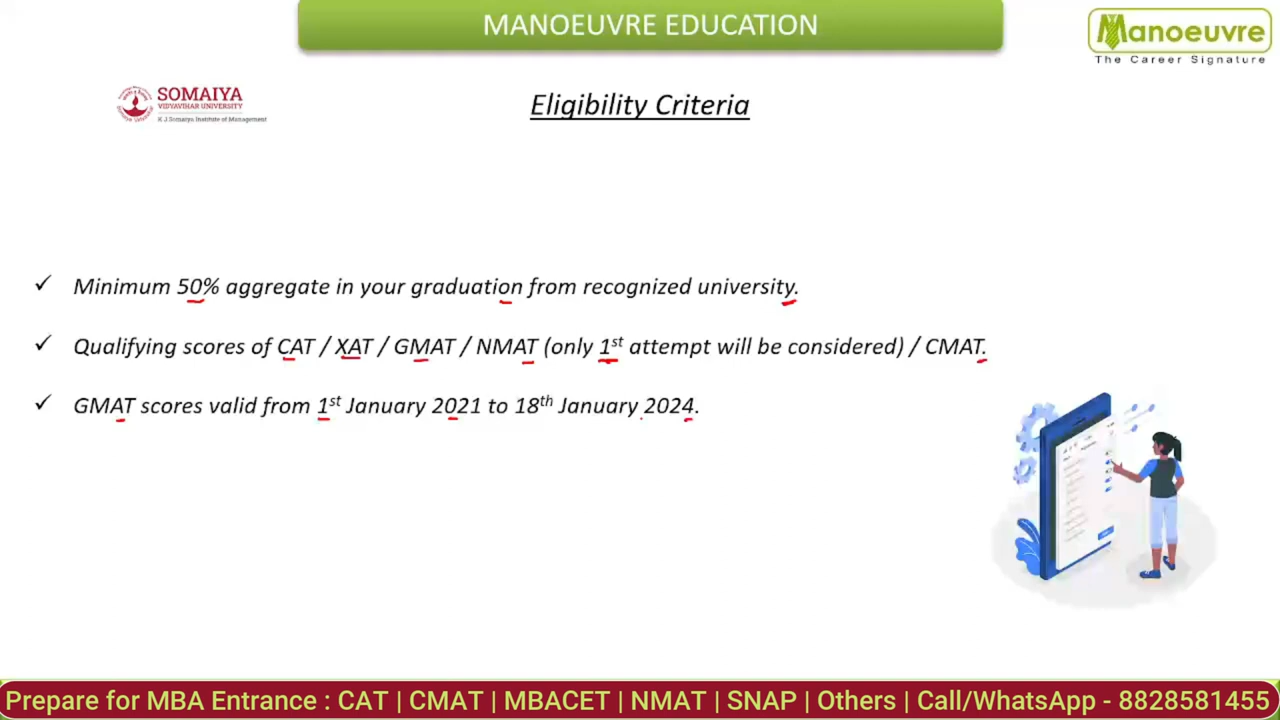 MANOEUVRE EDUCATION
Manoeuvre
The Career Signature
SOMAIYA
VIDYAVIHAR UNIVERSITY
K J Somaiya Institute of Management
Eligibility Criteria
✓ Minimum 50% aggregate in your graduation from recognized university.
✓ Qualifying scores of CAT / XAT / GMAT / NMAT (only 1st attempt will be considered) / CMAT.
✓ GMAT scores valid from 1st January 2021 to 18th January 2024.
Prepare for MBA Entrance : CAT | CMAT | MBACET | NMAT | SNAP | Others | Call/WhatsApp - 8828581455